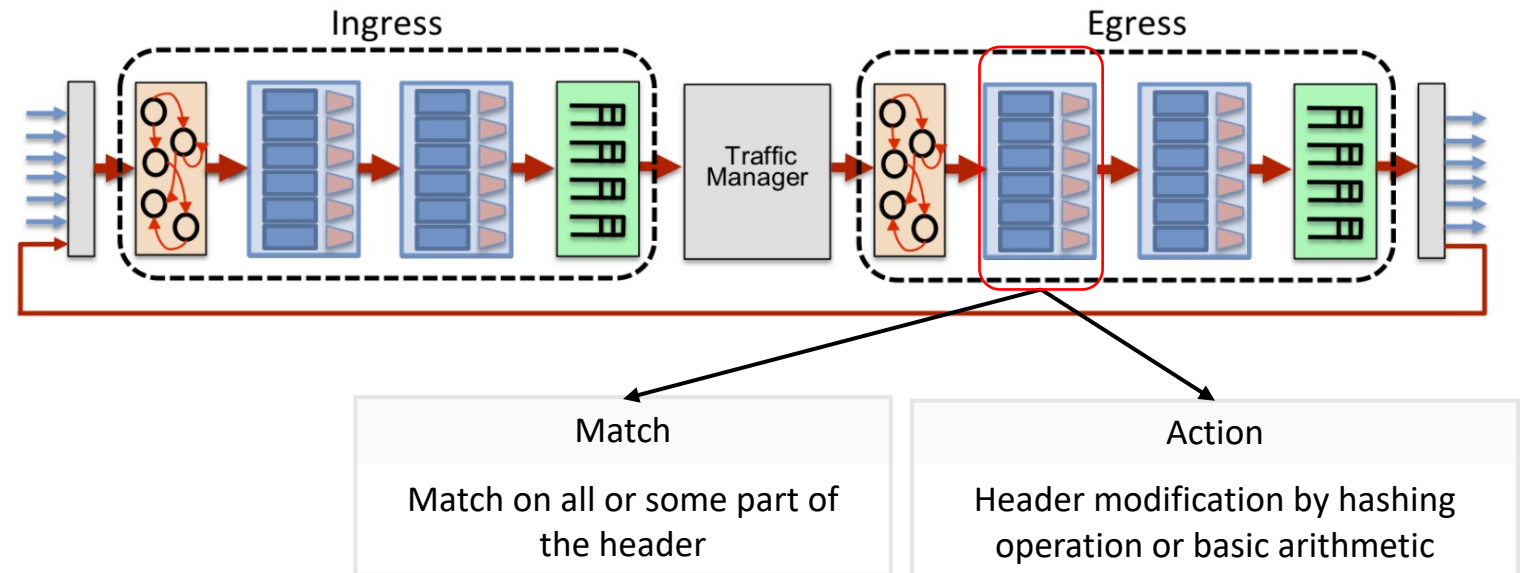 Ingress
Egress
Traffic
Manager
Match
Match on all or some part of
the header
Action
Header modification by hashing
operation or basic arithmetic